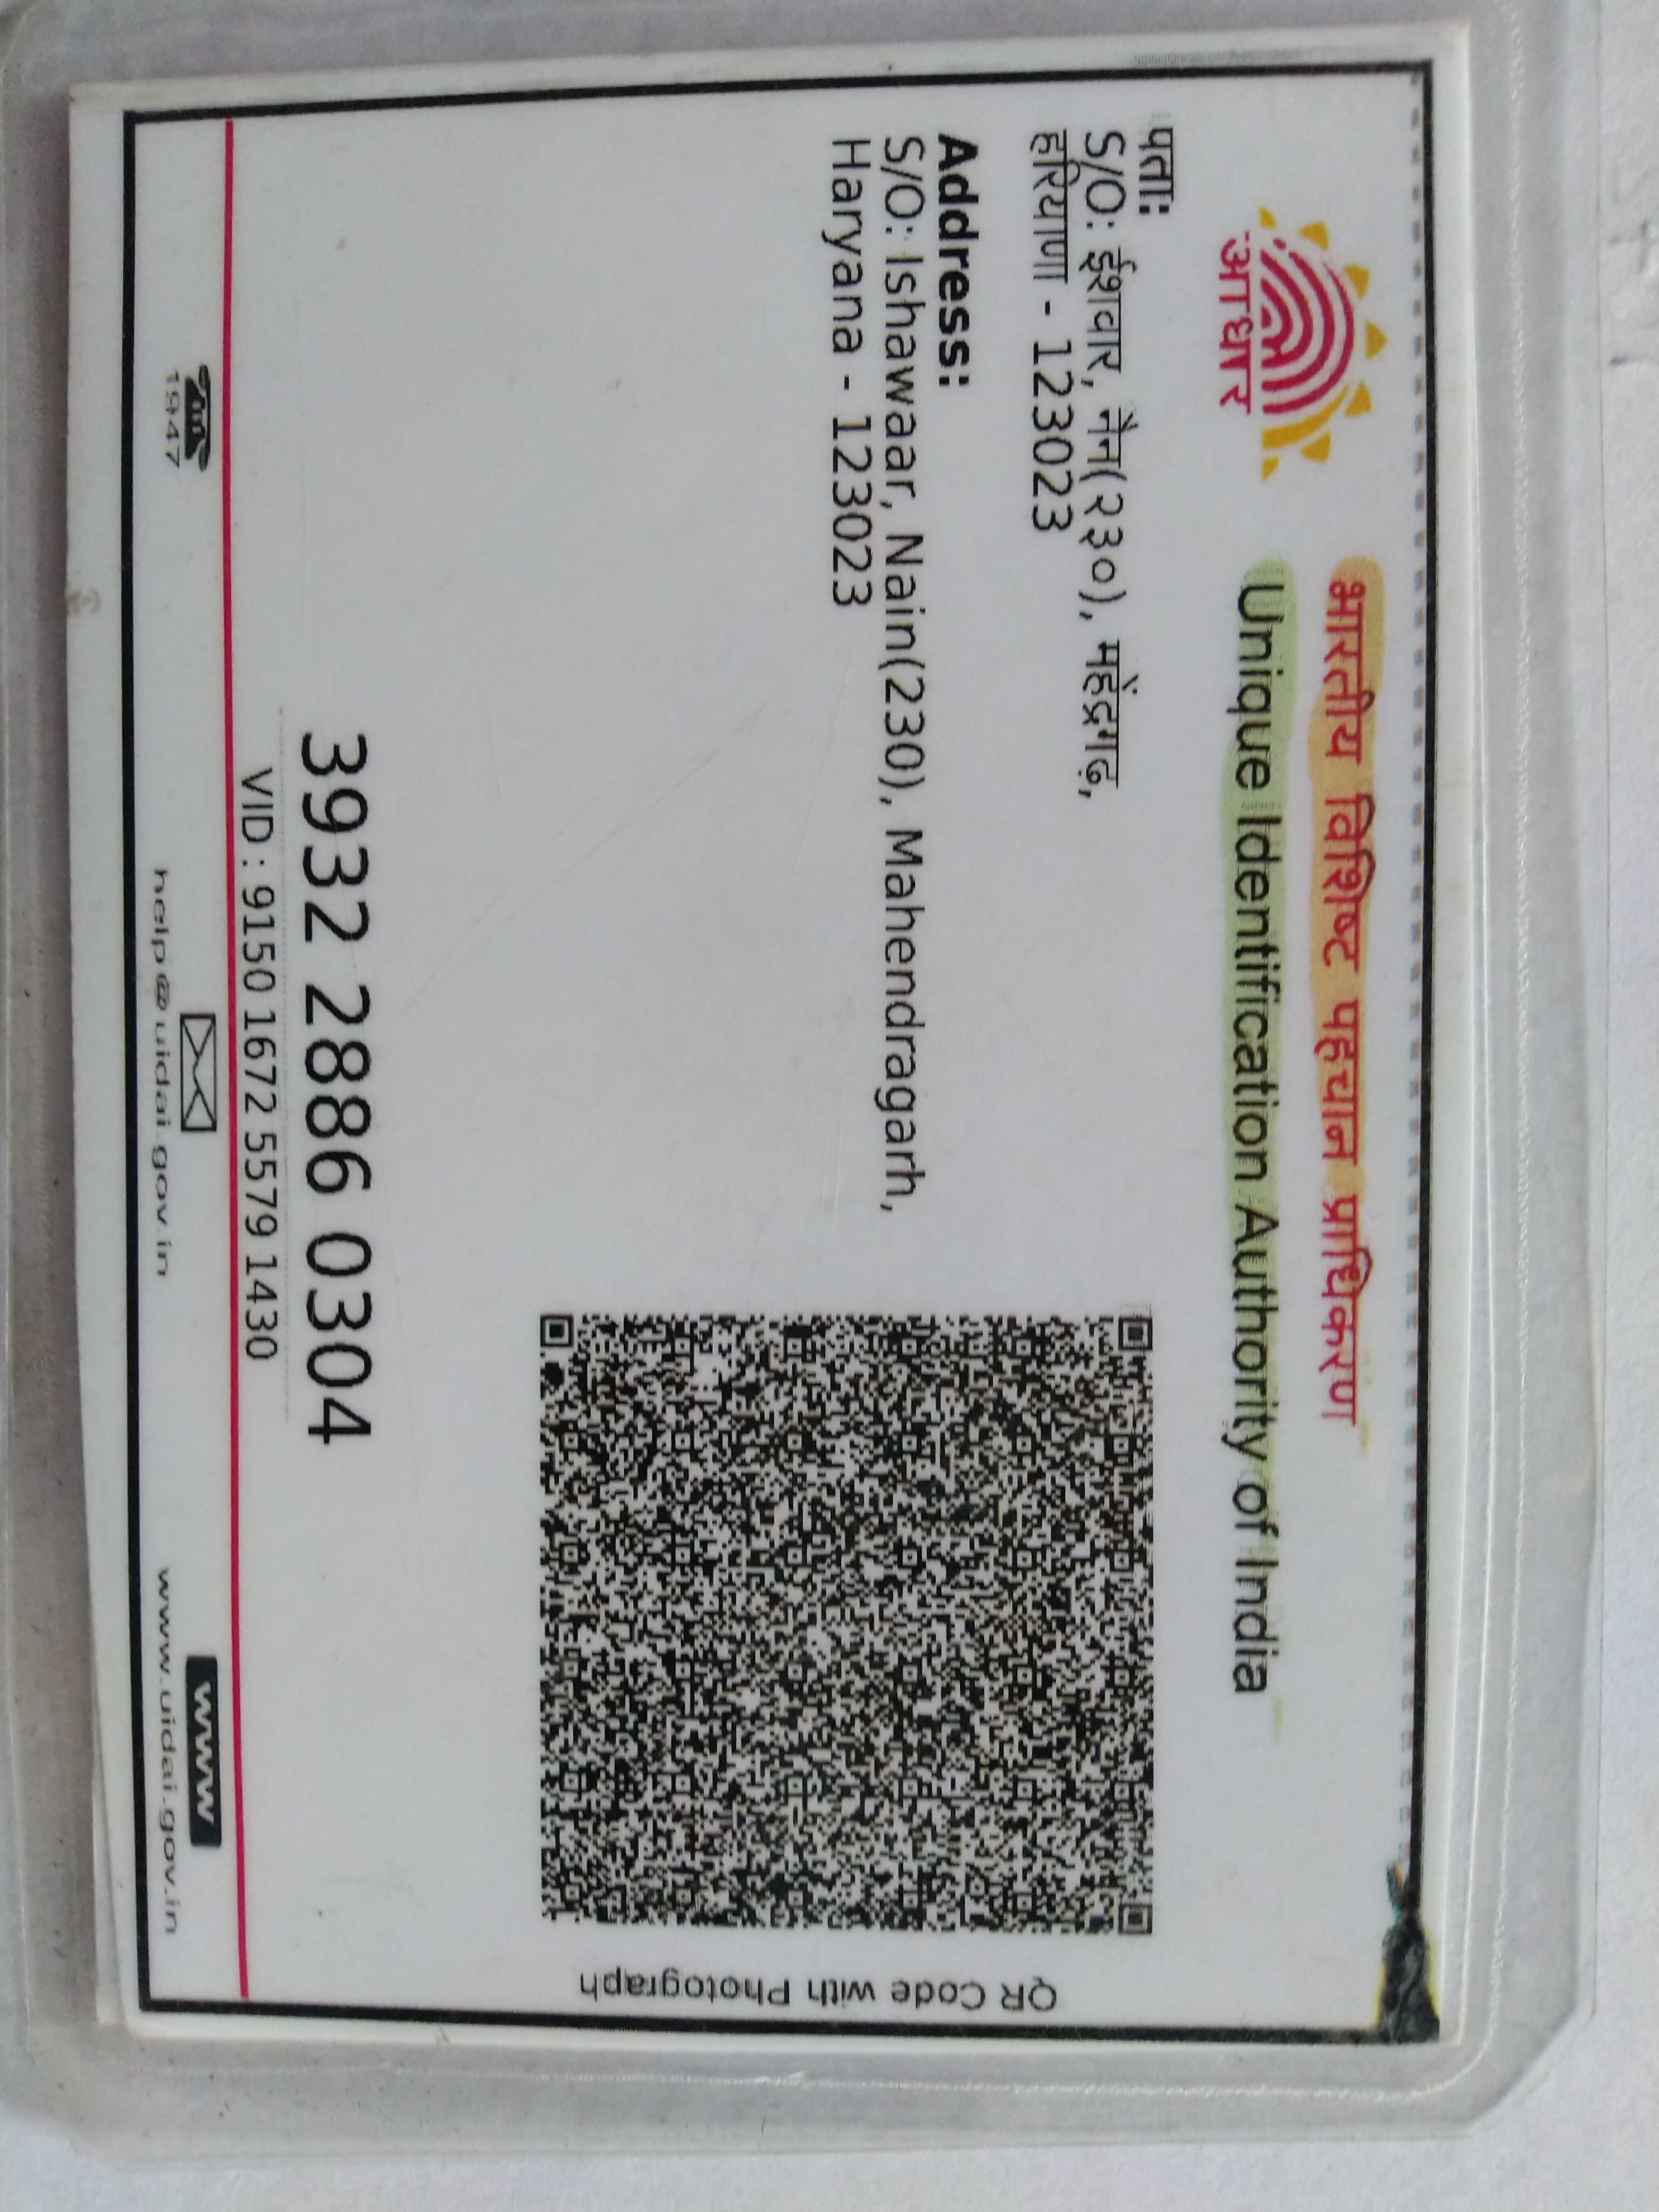 भारतीय विशिष्ट पहचान प्राधिकरण
Unique Identification Authority of India
आधार
पता:
S/O: ईशवार, नैन(२३०), महेंद्रगढ़,
हरियाणा - 123023
Address:
S/O: Ishawaar, Nain(230), Mahendragarh,
Haryana - 123023
QR Code with Photograph
3932 2886 0304
VID : 9150 1672 5579 1430
1947
help@uidai.gov.in
www
www.uidai.gov.in